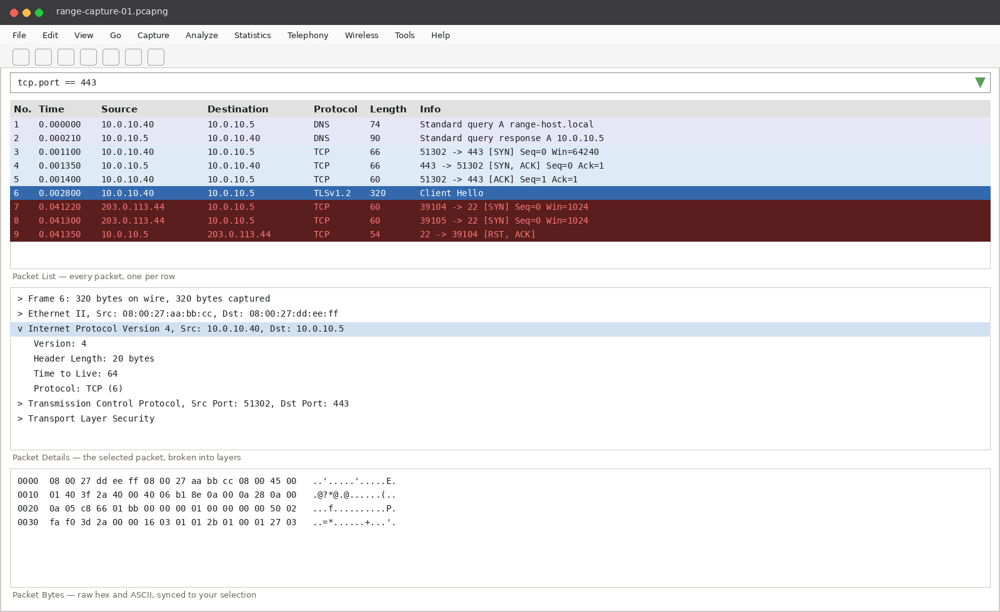 range-capture-01.pcapng
File Edit View Go Capture Analyze Statistics Telephony Wireless Tools Help
tcp.port == 443
No. Time Source Destination Protocol Length Info
1 0.000000 10.0.10.40 10.0.10.5 DNS 74 Standard query A range-host.local
2 0.000210 10.0.10.5 10.0.10.40 DNS 90 Standard query response A 10.0.10.5
3 0.001100 10.0.10.40 10.0.10.5 TCP 66 51302 -> 443 [SYN] Seq=0 Win=64240
4 0.001350 10.0.10.5 10.0.10.40 TCP 66 443 -> 51302 [SYN, ACK] Seq=0 Ack=1
5 0.001400 10.0.10.40 10.0.10.5 TCP 60 51302 -> 443 [ACK] Seq=1 Ack=1
6 0.002800 10.0.10.40 10.0.10.5 TLSv1.2 320 Client Hello
7 0.041220 203.0.113.44 10.0.10.5 TCP 60 39104 -> 22 [SYN] Seq=0 Win=1024
8 0.041300 203.0.113.44 10.0.10.5 TCP 60 39105 -> 22 [SYN] Seq=0 Win=1024
9 0.041350 10.0.10.5 203.0.113.44 TCP 54 22 -> 39104 [RST, ACK]
Packet List — every packet, one per row
> Frame 6: 320 bytes on wire, 320 bytes captured
> Ethernet II, Src: 08:00:27:aa:bb:cc, Dst: 08:00:27:dd:ee:ff
v Internet Protocol Version 4, Src: 10.0.10.40, Dst: 10.0.10.5
Version: 4
Header Length: 20 bytes
Time to Live: 64
Protocol: TCP (6)
> Transmission Control Protocol, Src Port: 51302, Dst Port: 443
> Transport Layer Security
Packet Details — the selected packet, broken into layers
0000 08 00 27 dd ee ff 08 00 27 aa bb cc 08 00 45 00 ..'.....'.....E.
0010 01 40 3f 2a 40 00 40 06 b1 8e 0a 00 0a 28 0a 00 .@?*@.@......(..
0020 0a 05 c8 66 01 bb 00 00 00 01 00 00 00 00 50 02 ...f..........P.
0030 fa f0 3d 2a 00 00 16 03 01 01 2b 01 00 01 27 03 ..=*......+...'.
Packet Bytes — raw hex and ASCII, synced to your selection